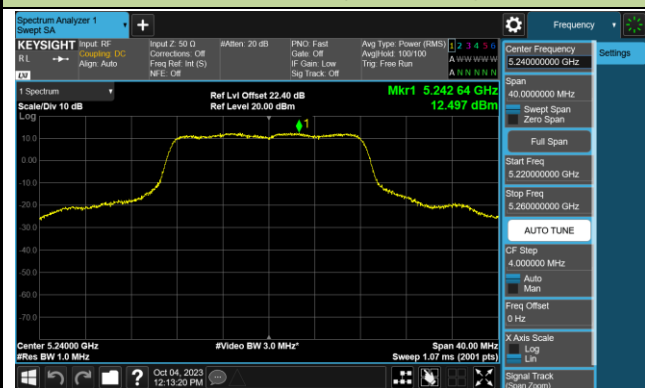 Spectrum Analyzer 1
Swept SA
Frequency
KEYSIGHT
RL
LXI
Input: RF
Coupling: DC
Align: Auto
Input Z: 50 Ω
Corrections: Off
Freq Ref: Int (S)
NFE: Off
#Atten: 20 dB
PNO: Fast
Gate: Off
IF Gain: Low
Sig Track: Off
Avg Type: Power (RMS)
Avg|Hold: 100/100
Trig: Free Run
1 2 3 4 5 6
A W W W W W
A N N N N N
1 Spectrum
Scale/Div 10 dB
Log
Ref Lvl Offset 22.40 dB
Ref Level 20.00 dBm
Mkr1 5.242 64 GHz
12.497 dBm
1
10.0
0.00
-10.0
-20.0
-30.0
-40.0
-50.0
-60.0
-70.0
Center 5.24000 GHz
#Res BW 1.0 MHz
#Video BW 3.0 MHz*
Span 40.00 MHz
Sweep 1.07 ms (2001 pts)
Oct 04, 2023
12:13:20 PM
Center Frequency
5.240000000 GHz
Settings
Span
40.0000000 MHz
Swept Span
Zero Span
Full Span
Start Freq
5.220000000 GHz
Stop Freq
5.260000000 GHz
AUTO TUNE
CF Step
4.000000 MHz
Auto
Man
Freq Offset
0 Hz
X Axis Scale
Log
Lin
Signal Track
(Span Zoom)